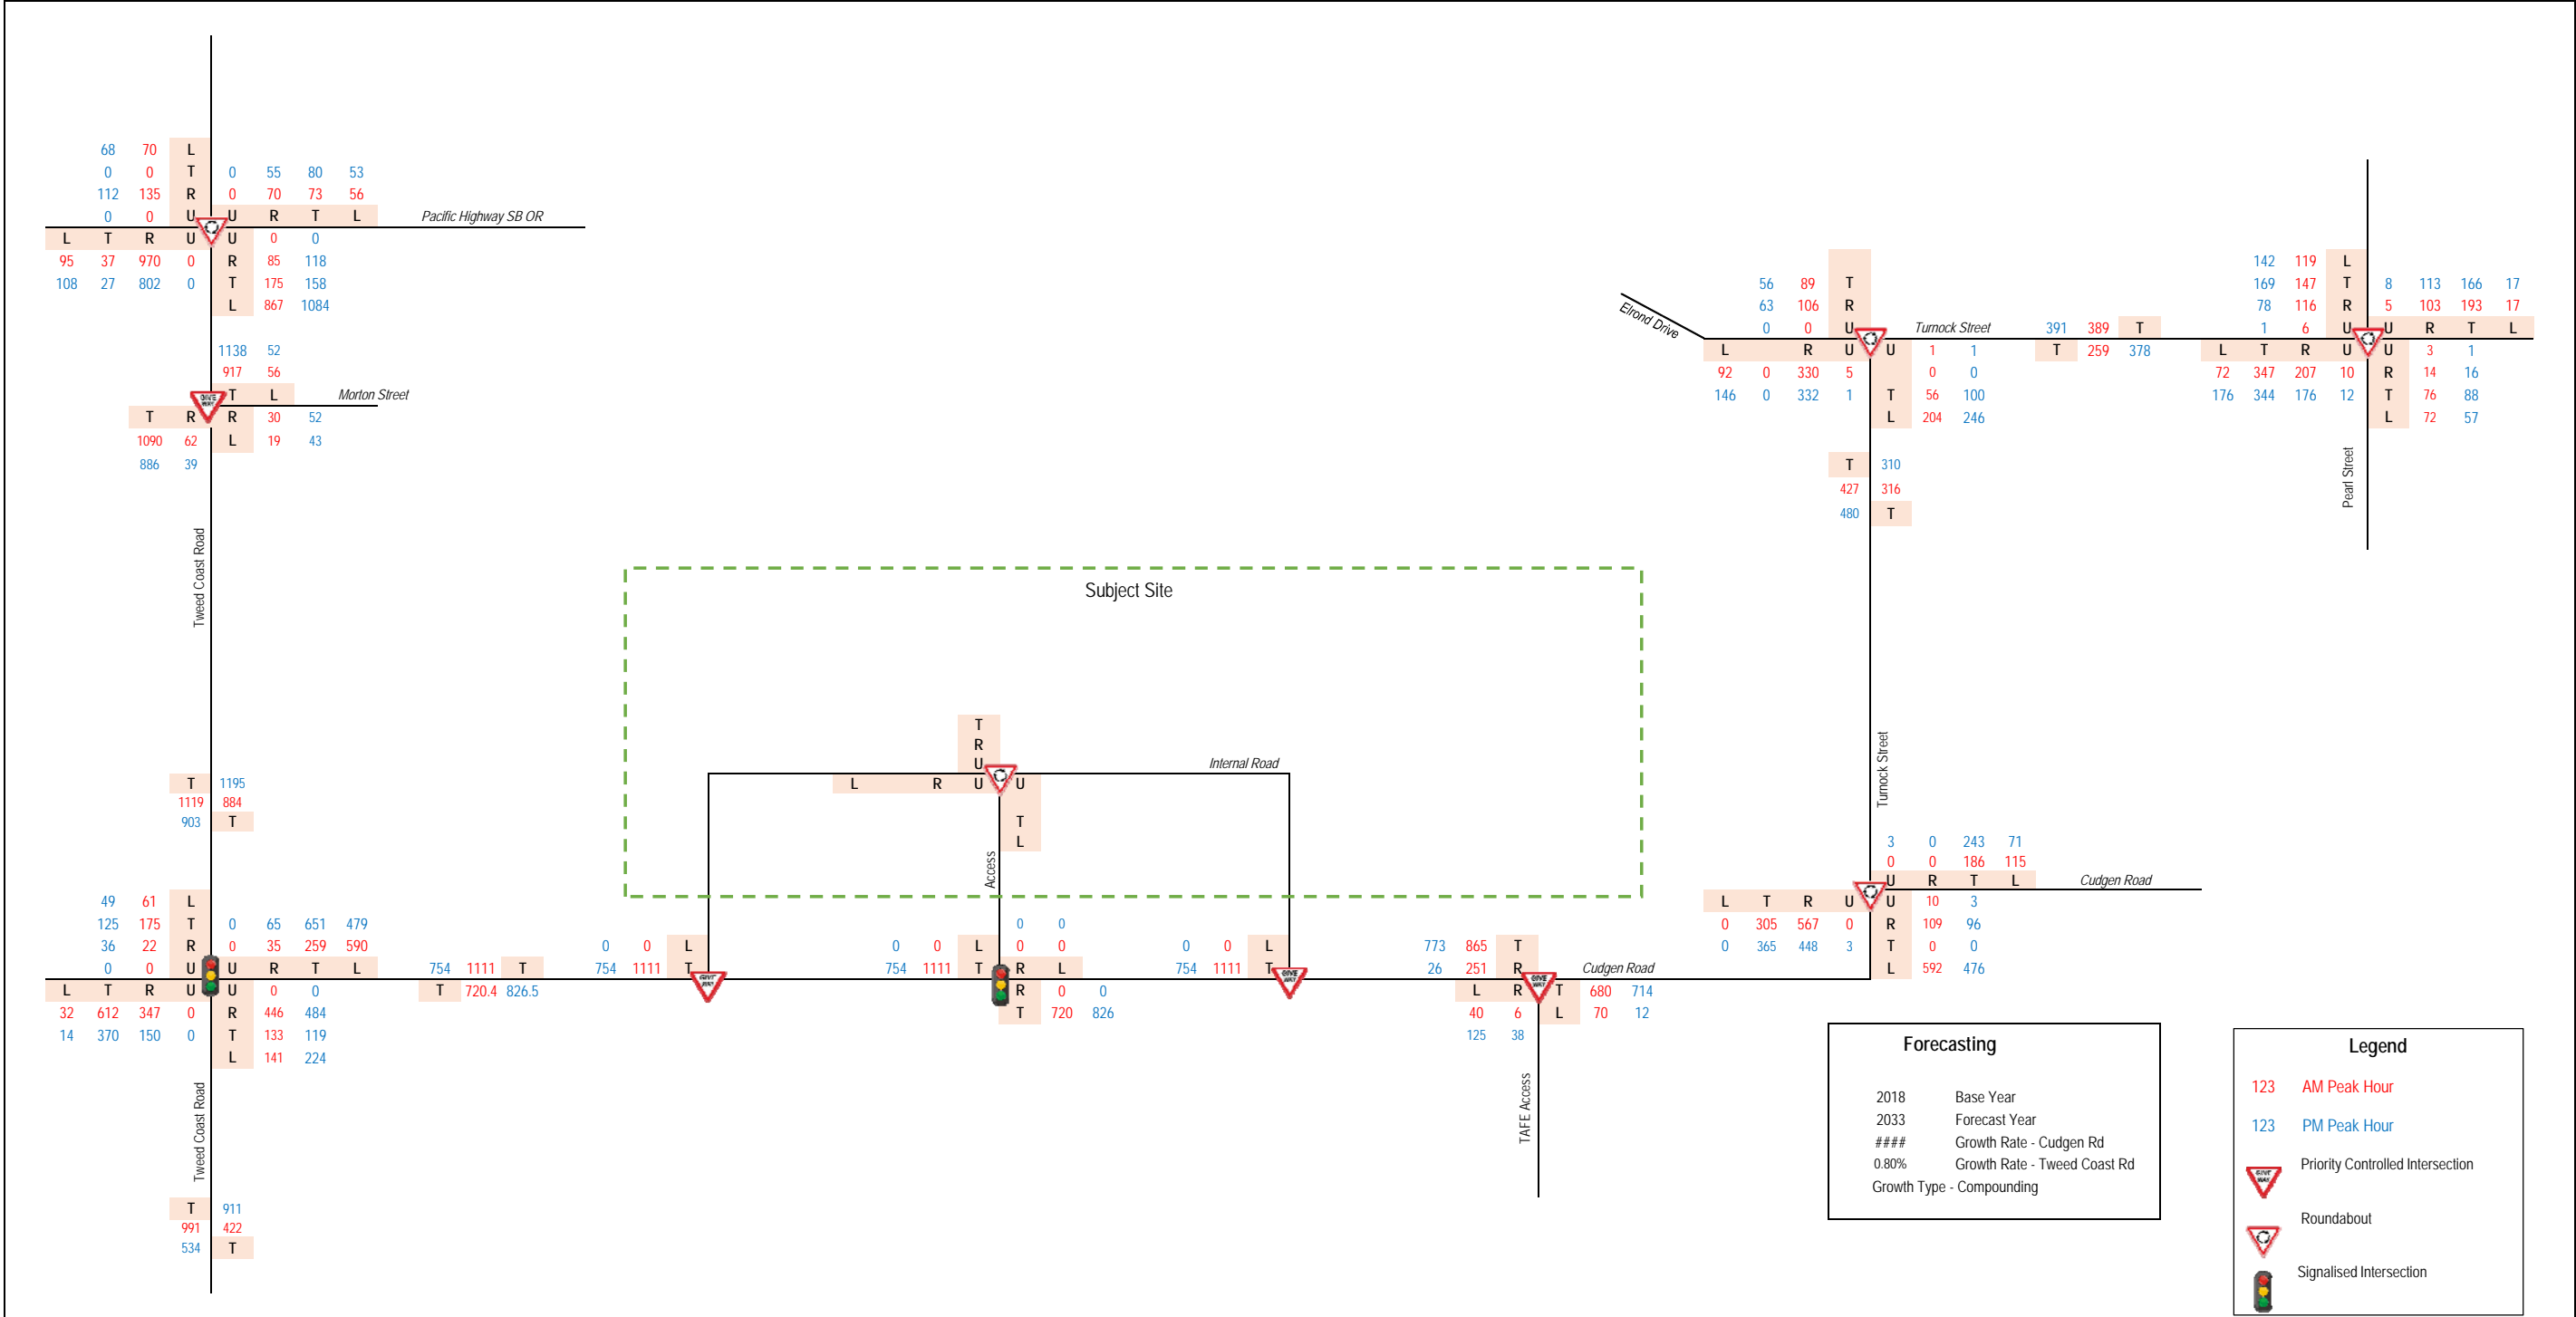 68 70 L
0 0 T 0 55 80 53
112 135 R 0 70 73 56
0 0 U U R T L Pacific Highway SB OR
L T R U U 0 0
95 37 970 0 R 85 118
108 27 802 0 T 175 158
L 867 1084
1138 52
917 56
T L Morton Street
T R R 30 52
1090 62 L 19 43
886 39
Tweed Coast Road
T 1195
1119 884
903 T
49 61 L
125 175 T 0 65 651 479
36 22 R 0 35 259 590
0 0 U U R T L
L T R U U 0 0
32 612 347 0 R 446 484
14 370 150 0 T 133 119
L 141 224
Tweed Coast Road
T 911
991 422
534 T
754 1111 T
T 720.4 826.5
Subject Site
T
R
U Internal Road
L R U U
T
L
Access
0 0 L
754 1111 T
GIVE WAY
0 0
0 0 L 0 0
754 1111 T R L
R 0 0
T 720 826
0 0 L
754 1111 T
GIVE WAY
773 865 T
26 251 R Cudgen Road
GIVE WAY
L R T 680 714
40 6 L 70 12
125 38
TAFE Access
Elrond Drive
56 89 T
63 106 R
0 0 U Turnock Street
L R U U 1 1
92 0 330 5 0 0
146 0 332 1 T 56 100
L 204 246
391 389 T
T 259 378
142 119 L
169 147 T 8 113 166 17
78 116 R 5 103 193 17
1 6 U U R T L
L T R U U 3 1
72 347 207 10 R 14 16
176 344 176 12 T 76 88
L 72 57
Pearl Street
T 310
427 316
480 T
Turnock Street
3 0 243 71
0 0 186 115
U R T L Cudgen Road
L T R U U 10 3
0 305 567 0 R 109 96
0 365 448 3 T 0 0
L 592 476
Forecasting
2018 Base Year
2033 Forecast Year
#### Growth Rate - Cudgen Rd
0.80% Growth Rate - Tweed Coast Rd
Growth Type - Compounding
Legend
123 AM Peak Hour
123 PM Peak Hour
GIVE WAY Priority Controlled Intersection
Roundabout
Signalised Intersection
GIVE WAY